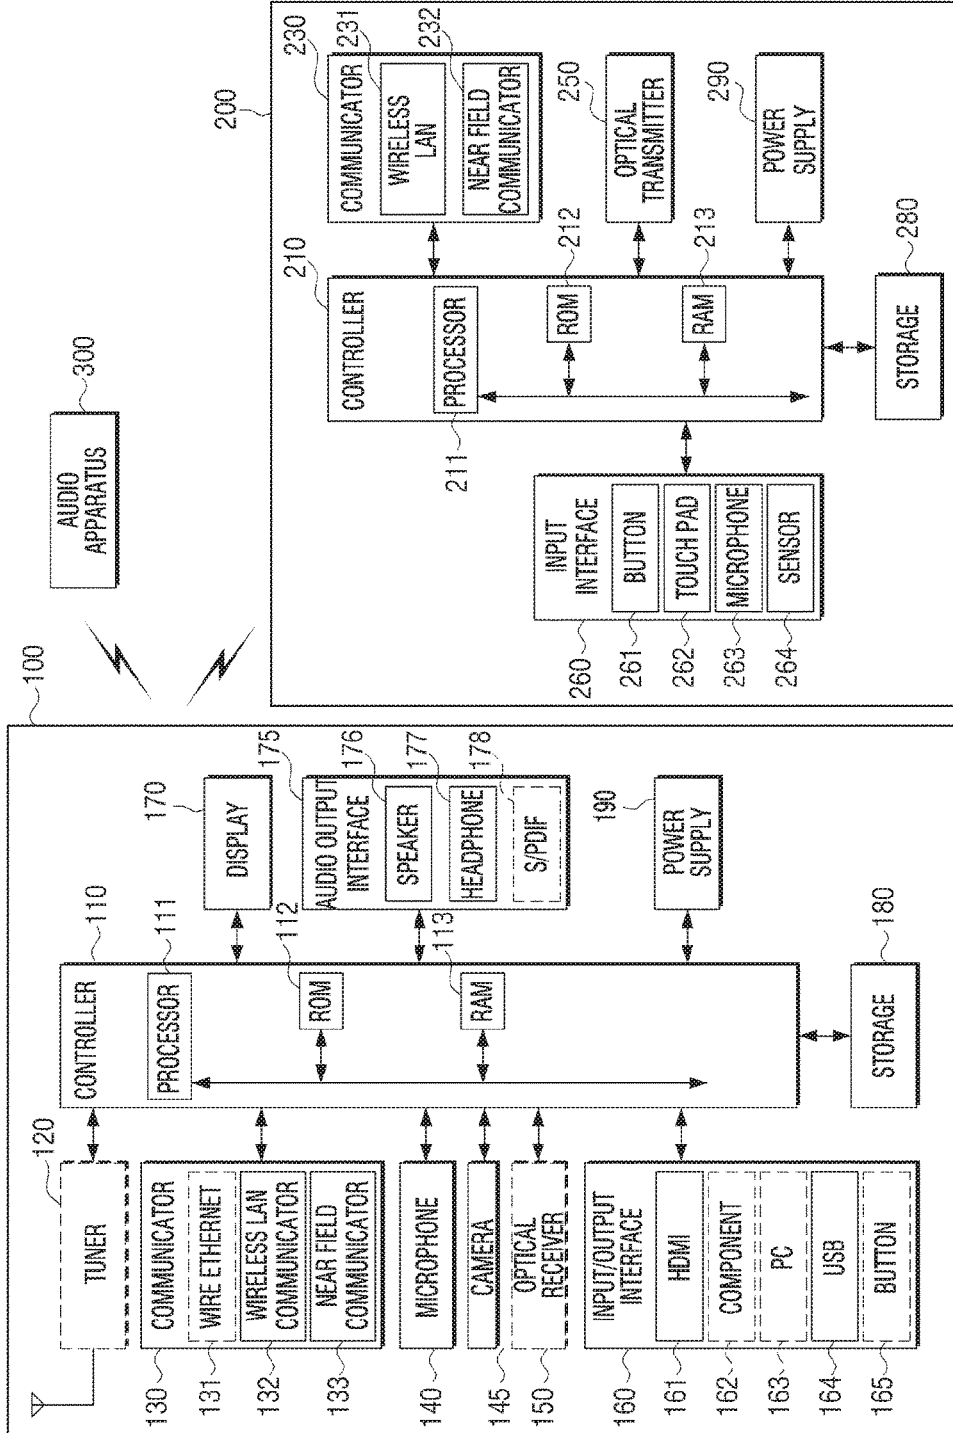 100
120
TUNER
130
COMMUNICATOR
131
WIRE ETHERNET
132
WIRELESS LAN
COMMUNICATOR
133
NEAR FIELD
COMMUNICATOR
140
MICROPHONE
145
CAMERA
150
OPTICAL
RECEIVER
160
INPUT/OUTPUT
INTERFACE
161
HDMI
162
COMPONENT
163
PC
164
USB
165
BUTTON
110
CONTROLLER
111
PROCESSOR
112
ROM
113
RAM
180
STORAGE
170
DISPLAY
175
AUDIO OUTPUT
INTERFACE
176
SPEAKER
177
HEADPHONE
178
S/PDIF
190
POWER
SUPPLY
300
AUDIO
APPARATUS
200
260
INPUT
INTERFACE
261
BUTTON
262
TOUCH PAD
263
MICROPHONE
264
SENSOR
210
CONTROLLER
211
PROCESSOR
212
ROM
213
RAM
280
STORAGE
230
COMMUNICATOR
231
WIRELESS
LAN
232
NEAR FIELD
COMMUNICATOR
250
OPTICAL
TRANSMITTER
290
POWER
SUPPLY